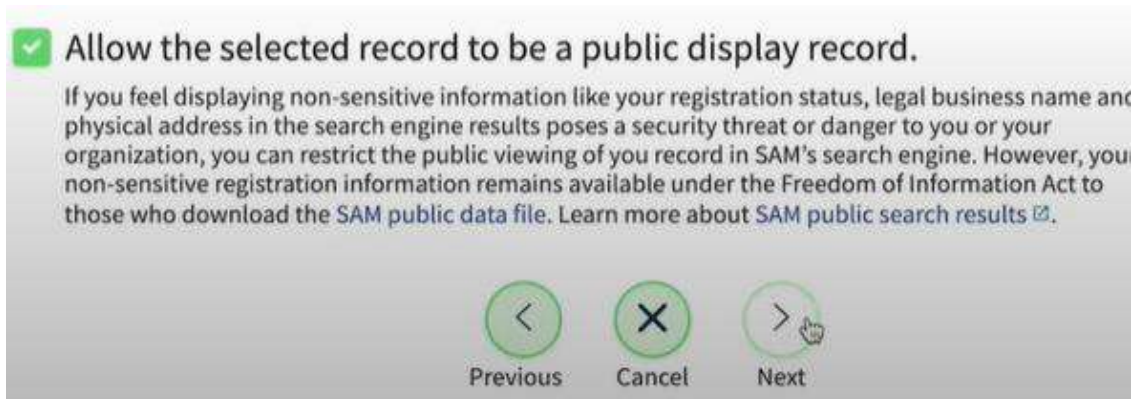 Allow the selected record to be a public display record.
If you feel displaying non-sensitive information like your registration status, legal business name and
physical address in the search engine results poses a security threat or danger to you or your
organization, you can restrict the public viewing of you record in SAM's search engine. However, your
non-sensitive registration information remains available under the Freedom of Information Act to
those who download the SAM public data file. Learn more about SAM public search results.
Previous Cancel Next